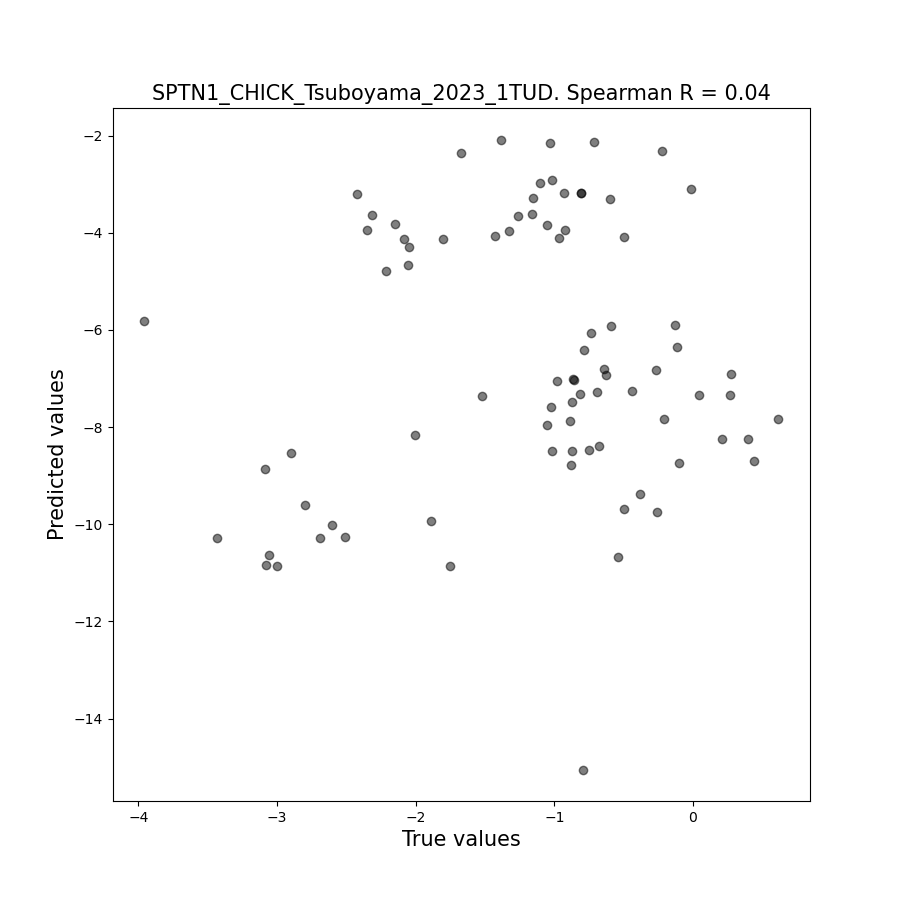 SPTN1_CHICK_Tsuboyama_2023_1TUD. Spearman R = 0.04
−2
−4
−6
−8
−10
−12
−14
Predicted values
−4 −3 −2 −1 0
True values